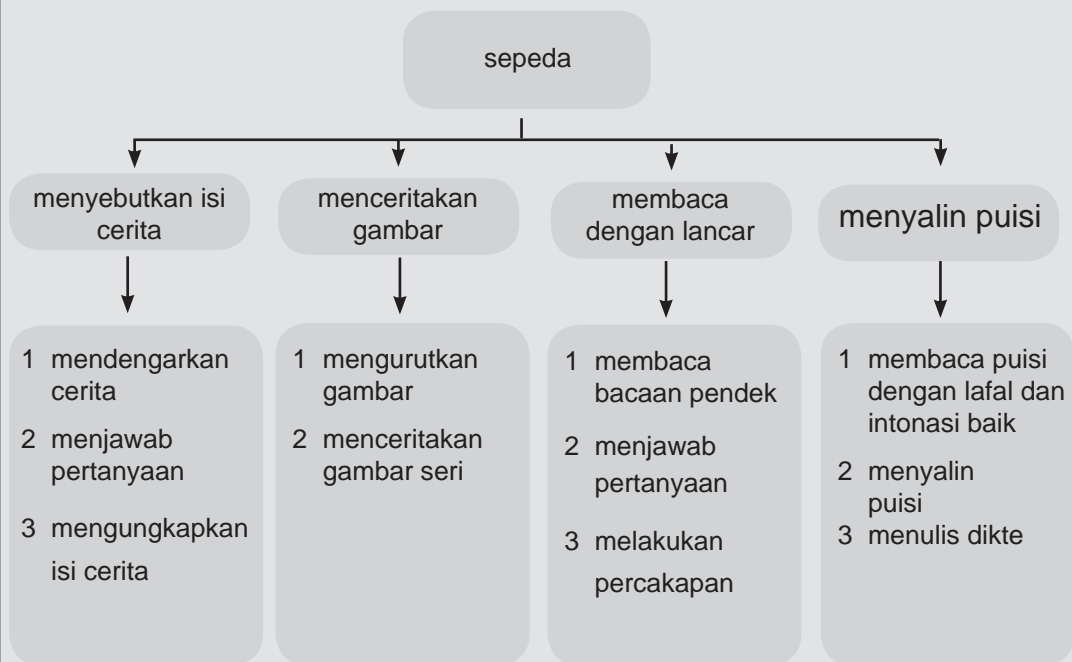 sepeda
menyebutkan isi
cerita
menceritakan
gambar
membaca
dengan lancar
menyalin puisi
1 mendengarkan
cerita
2 menjawab
pertanyaan
3 mengungkapkan
isi cerita
1 mengurutkan
gambar
2 menceritakan
gambar seri
1 membaca
bacaan pendek
2 menjawab
pertanyaan
3 melakukan
percakapan
1 membaca puisi
dengan lafal dan
intonasi baik
2 menyalin
puisi
3 menulis dikte